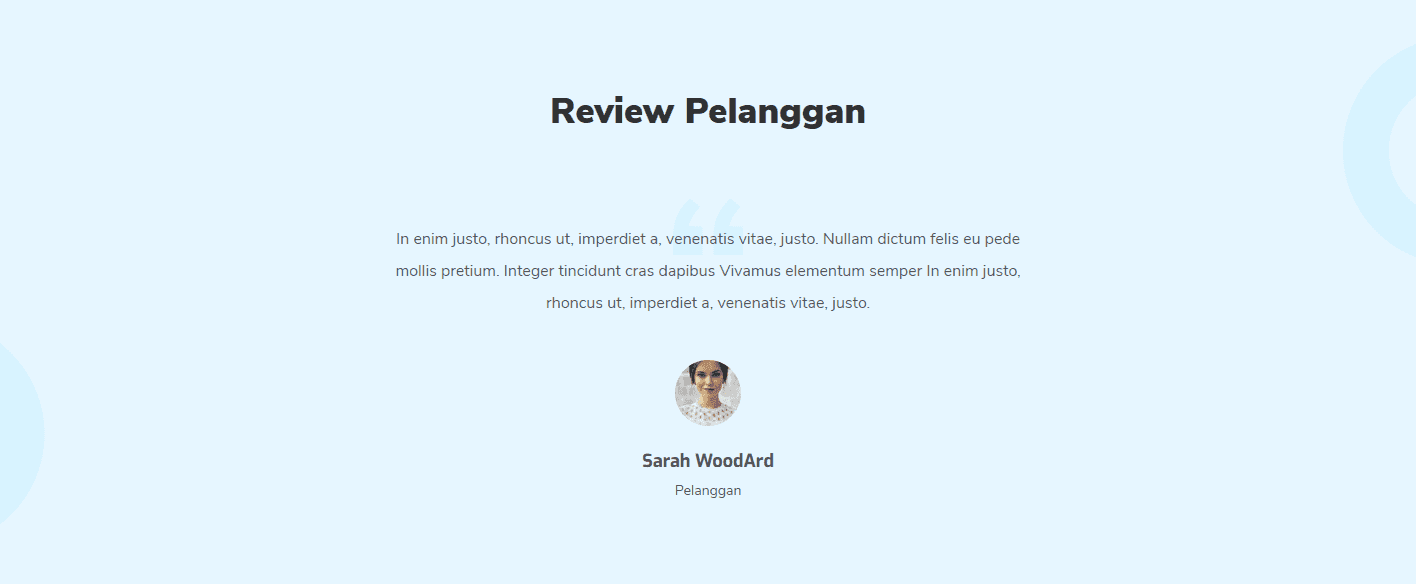 Review Pelanggan
“
In enim justo, rhoncus ut, imperdiet a, venenatis vitae, justo. Nullam dictum felis eu pede
mollis pretium. Integer tincidunt cras dapibus Vivamus elementum semper In enim justo,
rhoncus ut, imperdiet a, venenatis vitae, justo.
Sarah WoodArd
Pelanggan